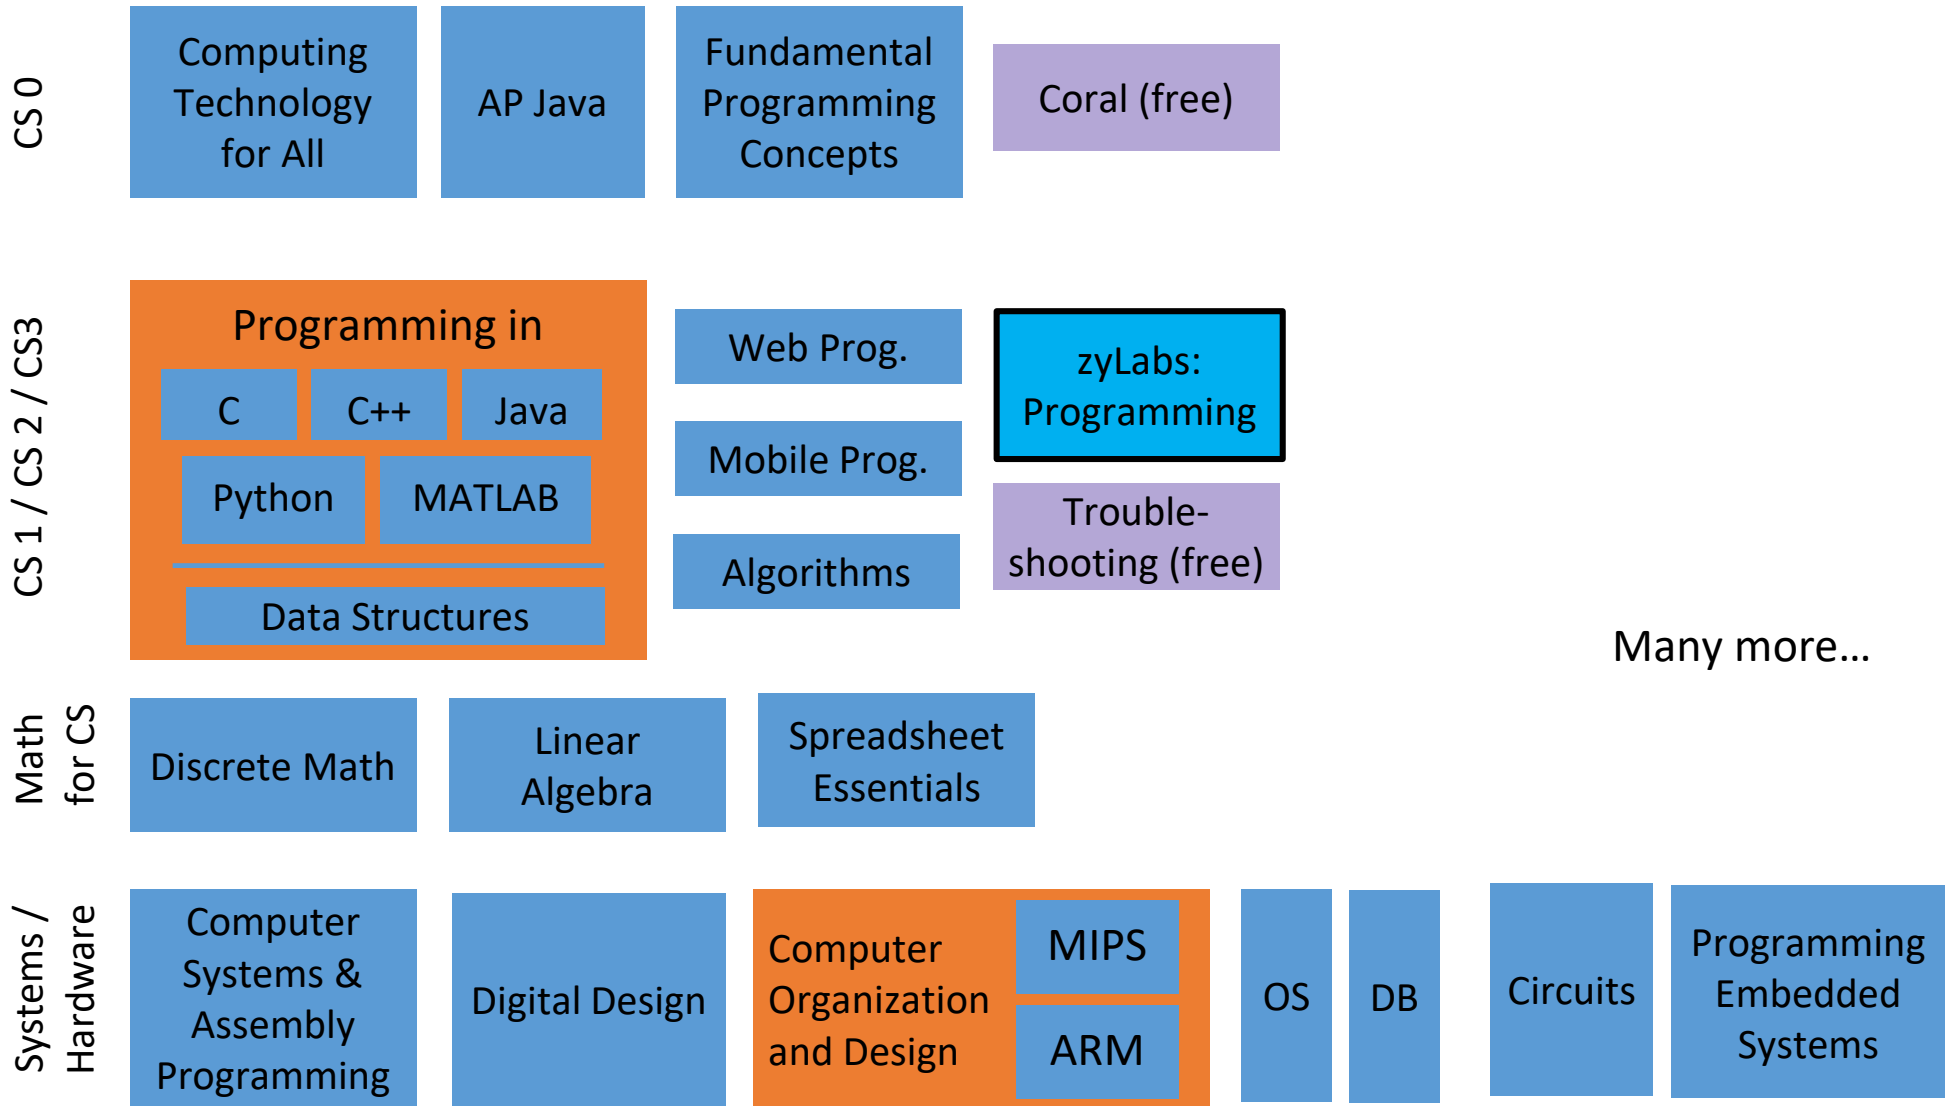 CS 0
Computing
Technology
for All
AP Java
Fundamental
Programming
Concepts
Coral (free)
CS 1 / CS 2 / CS3
Programming in
C
C++
Java
Python
MATLAB
Data Structures
Web Prog.
Mobile Prog.
Algorithms
zyLabs:
Programming
Trouble-
shooting (free)
Many more…
Math
for CS
Discrete Math
Linear
Algebra
Spreadsheet
Essentials
Systems /
Hardware
Computer
Systems &
Assembly
Programming
Digital Design
Computer
Organization
and Design
MIPS
ARM
OS
DB
Circuits
Programming
Embedded
Systems